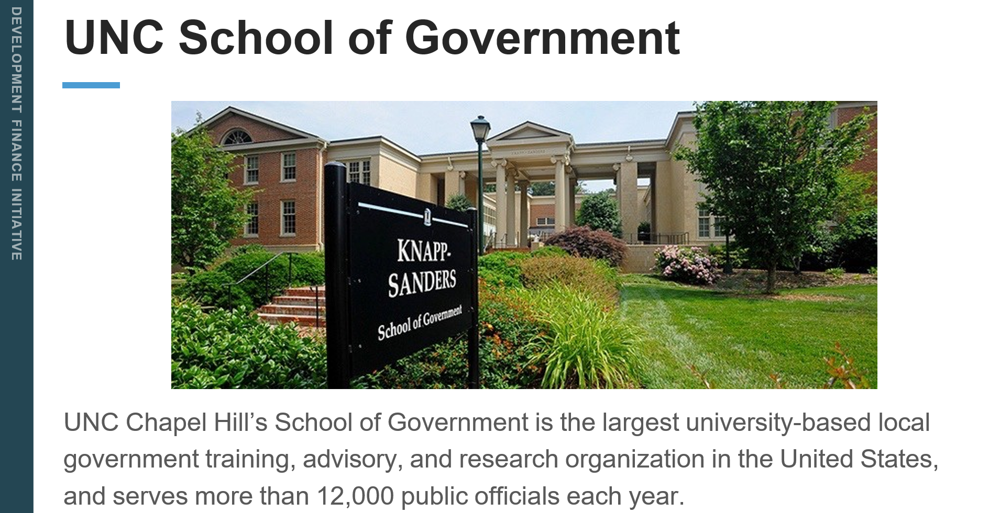 DEVELOPMENT FINANCE INITIATIVE
UNC School of Government
KNAPP-SANDERS
KNAPP-
SANDERS
School of Government
UNC Chapel Hill’s School of Government is the largest university-based local
government training, advisory, and research organization in the United States,
and serves more than 12,000 public officials each year.